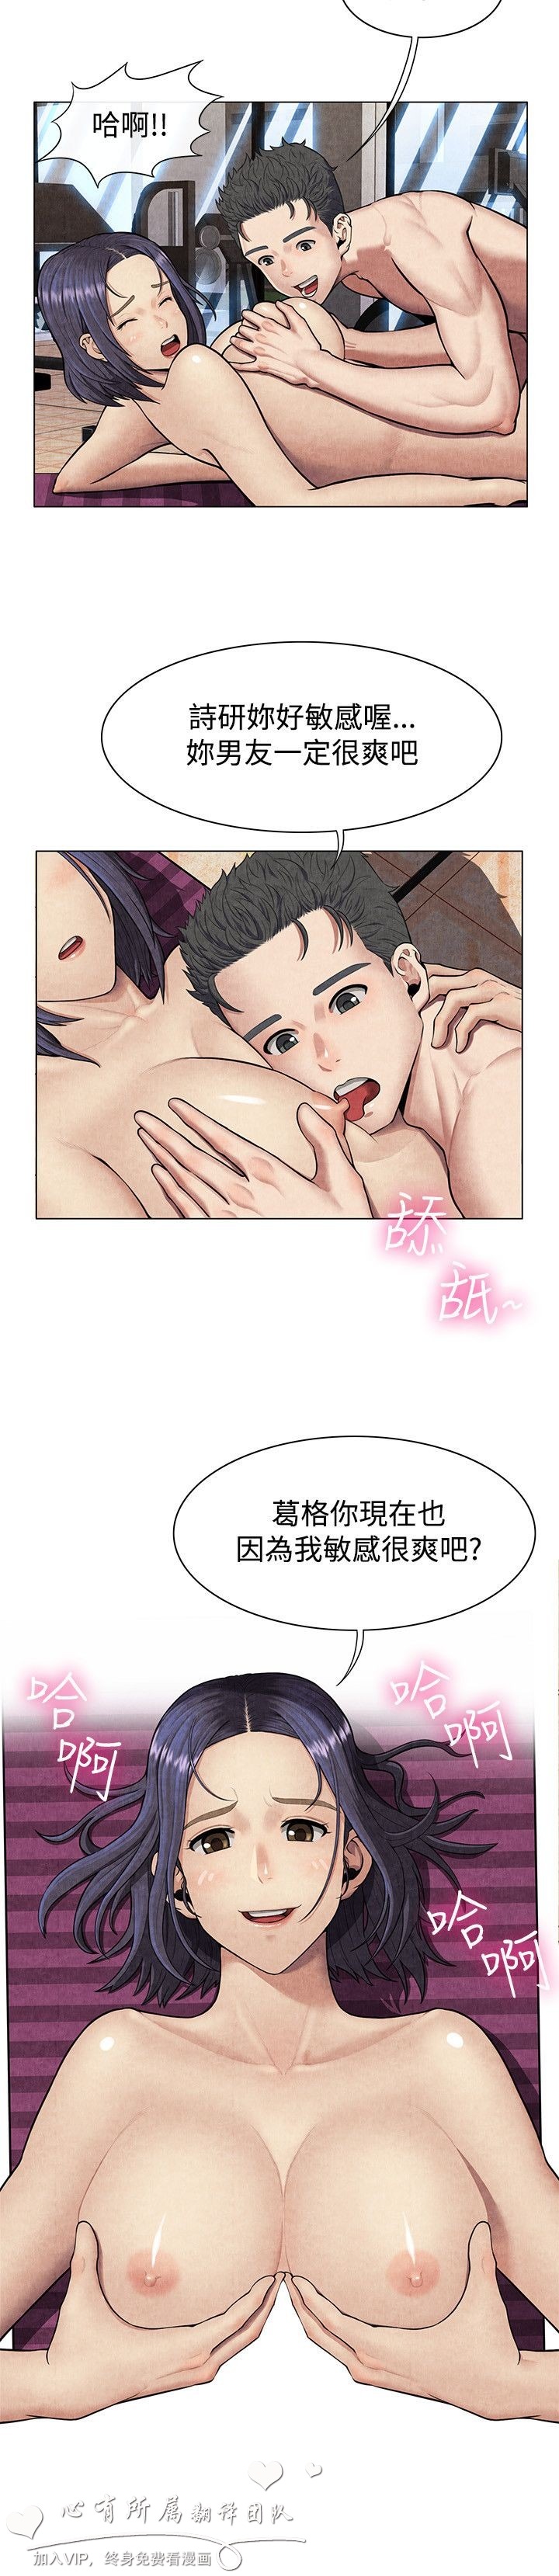 哈啊!!
詩研妳好敏感喔...
妳男友一定很爽吧
舔
舐~
葛格你現在也
因為我敏感很爽吧?
哈啊
哈啊
哈啊
心有所属翻译团队
加入VIP，终身免费看漫画